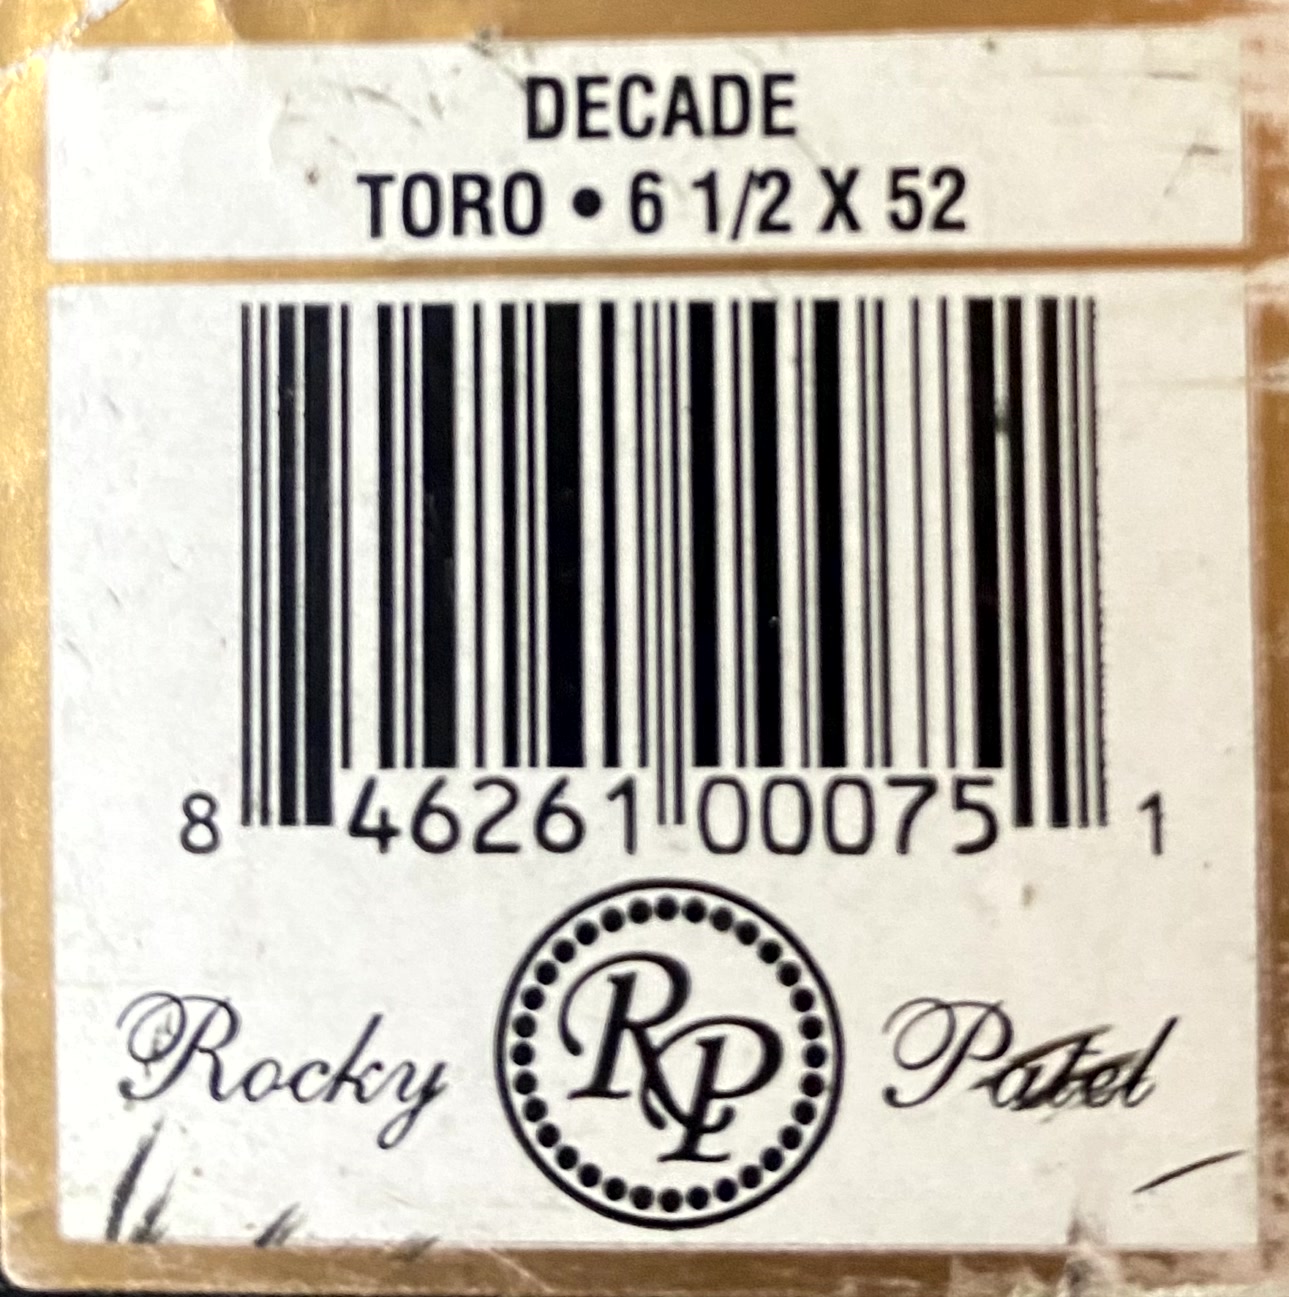 DECADE
TORO • 6 1/2 X 52
8 46261 00075 1
Rocky RP Patel